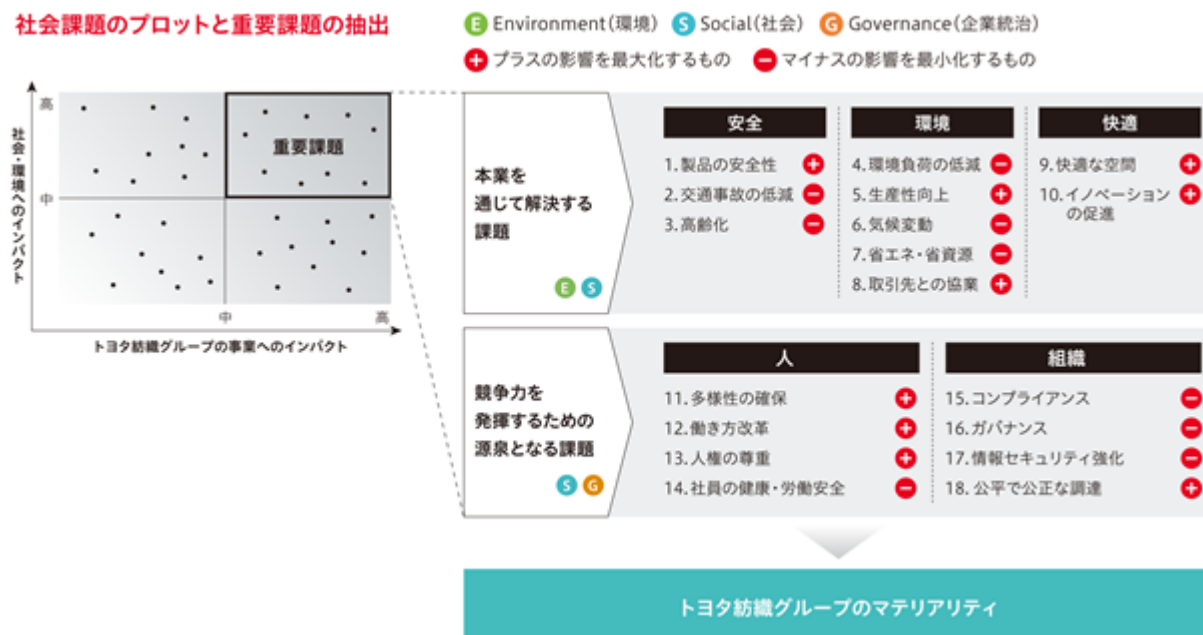 社会課題のプロットと重要課題の抽出
E Environment(環境) S Social(社会) G Governance(企業統治)
+ プラスの影響を最大化するもの − マイナスの影響を最小化するもの
高
中
社会・環境へのインパクト
重要課題
中
高
トヨタ紡織グループの事業へのインパクト
本業を
通じて解決する
課題
E S
安全
1.製品の安全性 +
2.交通事故の低減 −
3.高齢化 −
環境
4.環境負荷の低減 −
5.生産性向上 +
6.気候変動 −
7.省エネ・省資源 −
8.取引先との協業 +
快適
9.快適な空間 +
10.イノベーション +
の促進
競争力を
発揮するための
源泉となる課題
S G
人
11.多様性の確保 +
12.働き方改革 +
13.人権の尊重 +
14.社員の健康・労働安全 −
組織
15.コンプライアンス −
16.ガバナンス −
17.情報セキュリティ強化 −
18.公平で公正な調達 +
トヨタ紡織グループのマテリアリティ